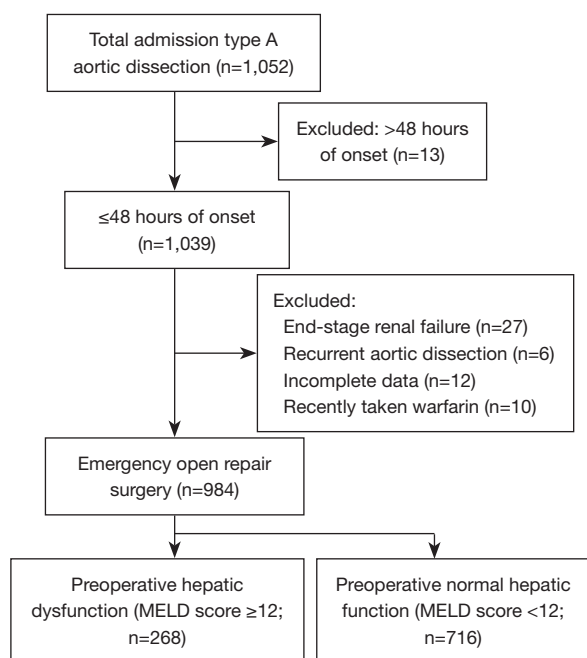 Total admission type A
aortic dissection (n=1,052)
Excluded: >48 hours
of onset (n=13)
≤48 hours of onset
(n=1,039)
Excluded:
End-stage renal failure (n=27)
Recurrent aortic dissection (n=6)
Incomplete data (n=12)
Recently taken warfarin (n=10)
Emergency open repair
surgery (n=984)
Preoperative hepatic
dysfunction (MELD score ≥12;
n=268)
Preoperative normal hepatic
function (MELD score <12;
n=716)